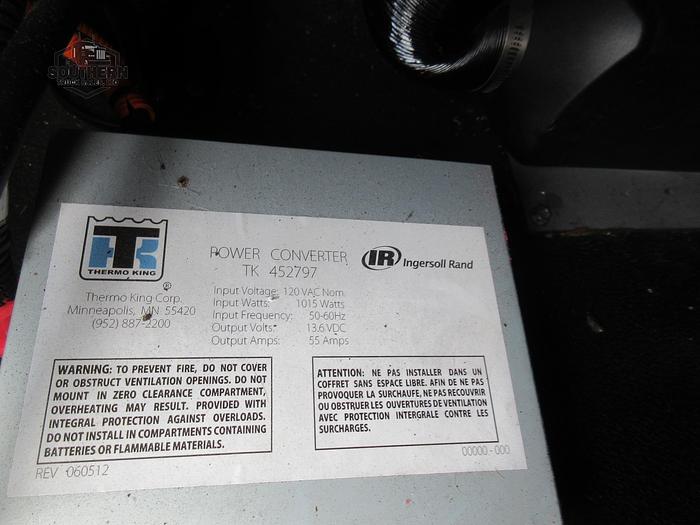 SOUTHERN
TK
THERMO KING
®
Thermo King Corp.
Minneapolis, MN 55420
(952) 887-2200
POWER CONVERTER
TK 452797
IR Ingersoll Rand
Input Voltage: 120 VAC Nom.
Input Watts: 1015 Watts
Input Frequency: 50-60Hz
Output Volts: 13.6 VDC
Output Amps: 55 Amps
WARNING: TO PREVENT FIRE, DO NOT COVER
OR OBSTRUCT VENTILATION OPENINGS. DO NOT
MOUNT IN ZERO CLEARANCE COMPARTMENT,
OVERHEATING MAY RESULT. PROVIDED WITH
INTEGRAL PROTECTION AGAINST OVERLOADS.
DO NOT INSTALL IN COMPARTMENTS CONTAINING
BATTERIES OR FLAMMABLE MATERIALS.
ATTENTION: NE PAS INSTALLER DANS UN
COFFRET SANS ESPACE LIBRE. AFIN DE NE PAS
PROVOQUER LA SURCHAUFE, NE PAS RECOUVRIR
OU OBSTRUER LES OUVERTURES DE VENTILATION
AVEC PROTECTION INTERGRALE CONTRE LES
SURCHARGES.
REV 060512
00000 - 000